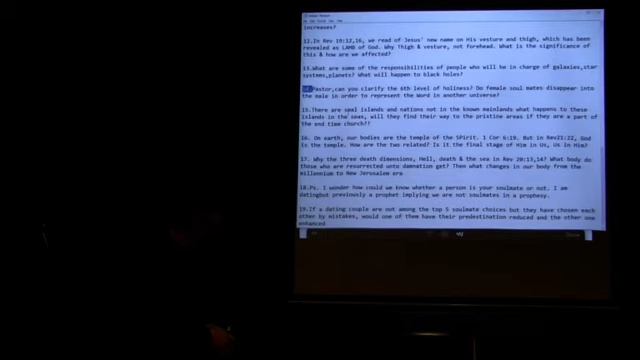 increases?
12.In Rev 19:12,16, we read of Jesus' new name on His vesture and thigh, which has been
revealed as LAMB of God. Why Thigh & vesture, not forehead. What is the significance of
this & how are we affected?
13.What are some of the responsibilities of people who will be in charge of galaxies,star
systmms,planets? What will happen to black holes?
14.Pastor,can you clarify the 6th level of holiness? Do female soul mates disappear into
the male in order to represent the Word in another universe?
15.There are small islands and nations not in the known mainlands what happens to these
islands in the seax, will they find their way to the pristine areas if they are a part of
the end time church??
16. On earth, our bodies are the temple of the SPirit. 1 Cor 6:19. But in Rev21:22, God
is the temple. How are the two related? Is it the final stage of Him in Us, Us in Him?
17. Why the three death dimensions, Hell, death & the sea in Rev 20:13,14? What body do
those who are resurrected unto damnation get? Then what changes in our body from the
millennium to New Jerusalem era
18.Ps. I wonder how could we know whether a person is your soulmate or not. I am
datingbut previously a prophet implying we are not soulmates in a prophesy.
19.If a dating couple are not among the top 5 soulmate choices but they have chosen each
other by mistakes, would one of them have their predestination reduced and the other one
enhanced